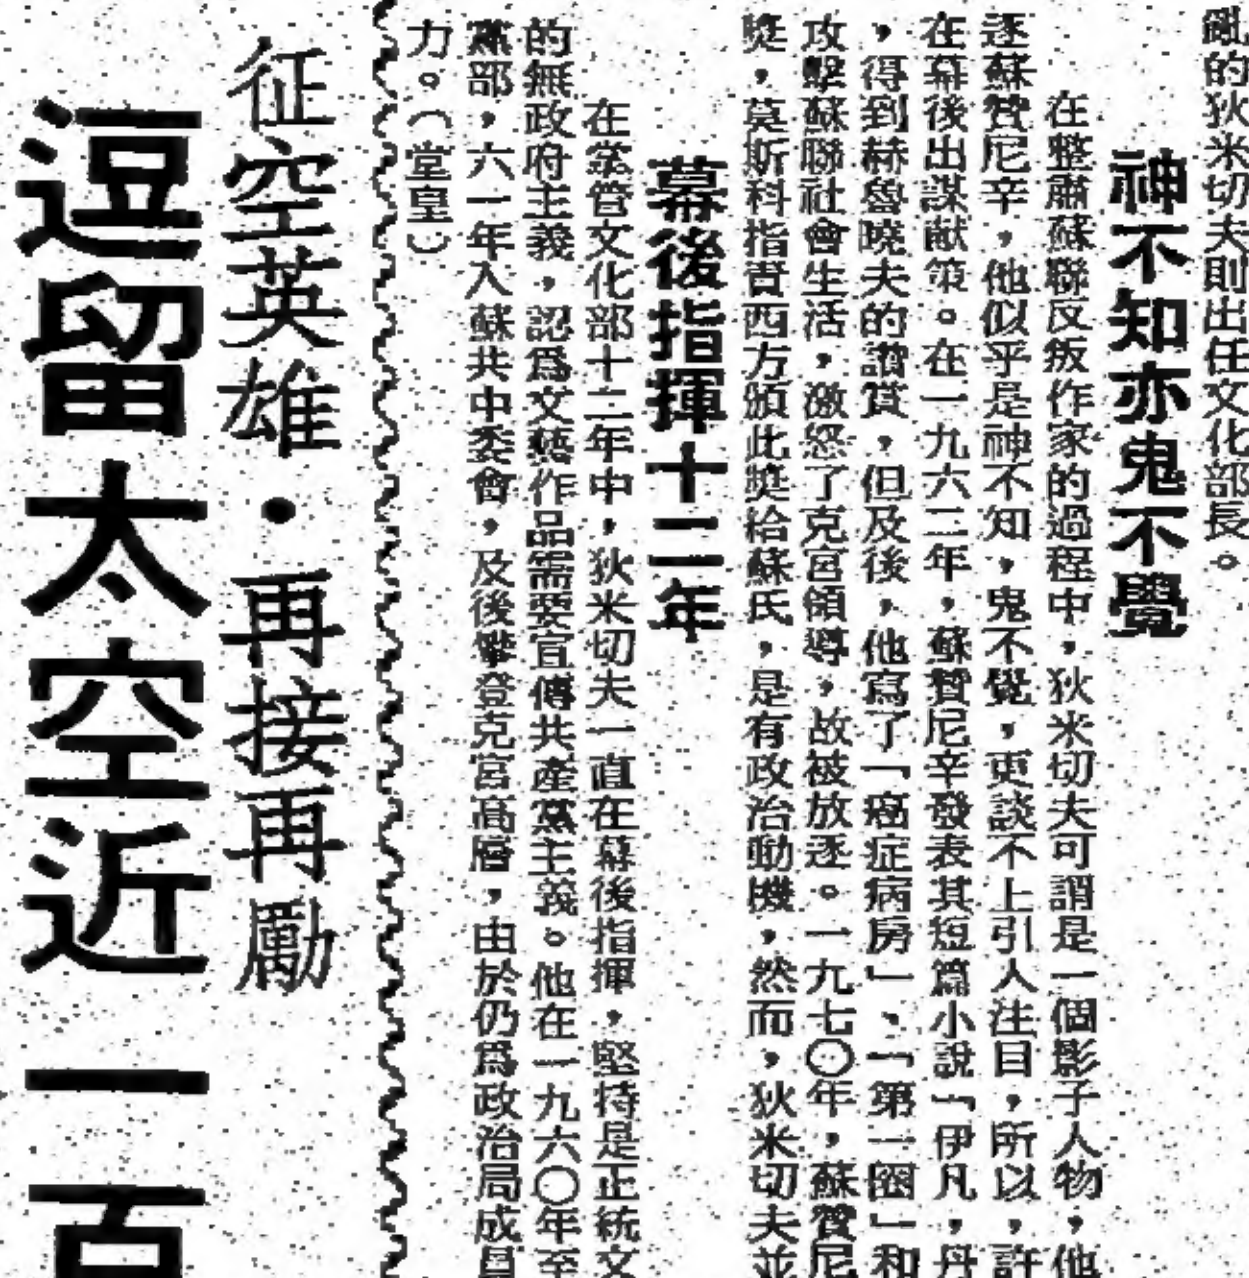 亂的狄米切夫則出任文化部長。
神不知亦鬼不覺
在整肅蘇聯反叛作家的過程中，狄米切夫可謂是一個影子人物，他
逐蘇贊尼辛，他似乎是神不知，鬼不覺，更談不上引人注目，所以，許
在幕後出謀獻策。在一九六二年，蘇贊尼辛發表其短篇小說「伊凡，丹
，得到赫魯曉夫的讚賞，但及後，他寫了「癌症病房」、「第一圈」和
攻擊蘇聯社會生活，激怒了克宮領導，故被放逐。一九七〇年，蘇贊尼
獎，莫斯科指責西方頒此獎給蘇氏，是有政治動機，然而，狄米切夫並
幕後指揮十二年
在掌管文化部十二年中，狄米切夫一直在幕後指揮，堅持是正統文
的無政府主義，認為文藝作品需要宣傳共產黨主義。他在一九六〇年至
黨部，六一年入蘇共中委會，及後攀登克宮高層，由於仍為政治局成員
力。（堂皇）
征空英雄·再接再勵
逗留太空近一百